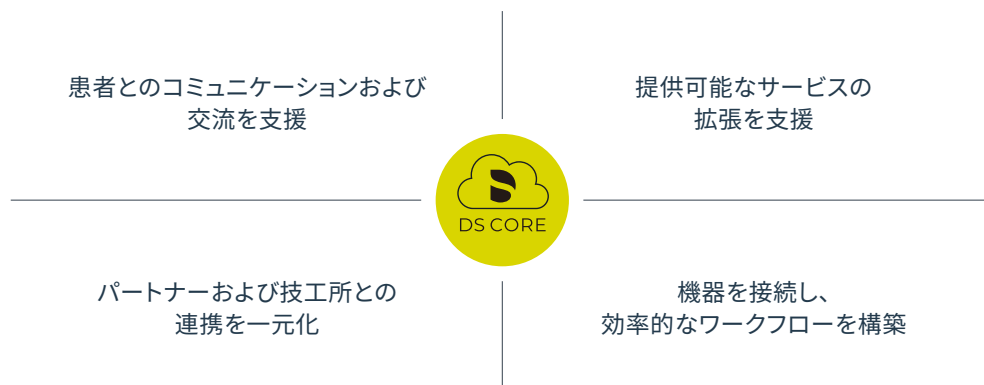 患者とのコミュニケーションおよび
交流を支援
提供可能なサービスの
拡張を支援
DS CORE
パートナーおよび技工所との
連携を一元化
機器を接続し、
効率的なワークフローを構築